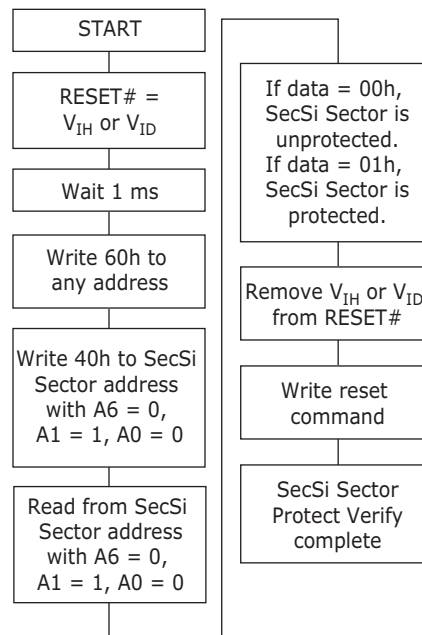 START
RESET# =
V_IH or V_ID
Wait 1 ms
Write 60h to
any address
Write 40h to SecSi
Sector address
with A6 = 0,
A1 = 1, A0 = 0
Read from SecSi
Sector address
with A6 = 0,
A1 = 1, A0 = 0
If data = 00h,
SecSi Sector is
unprotected.
If data = 01h,
SecSi Sector is
protected.
Remove V_IH or V_ID
from RESET#
Write reset
command
SecSi Sector
Protect Verify
complete